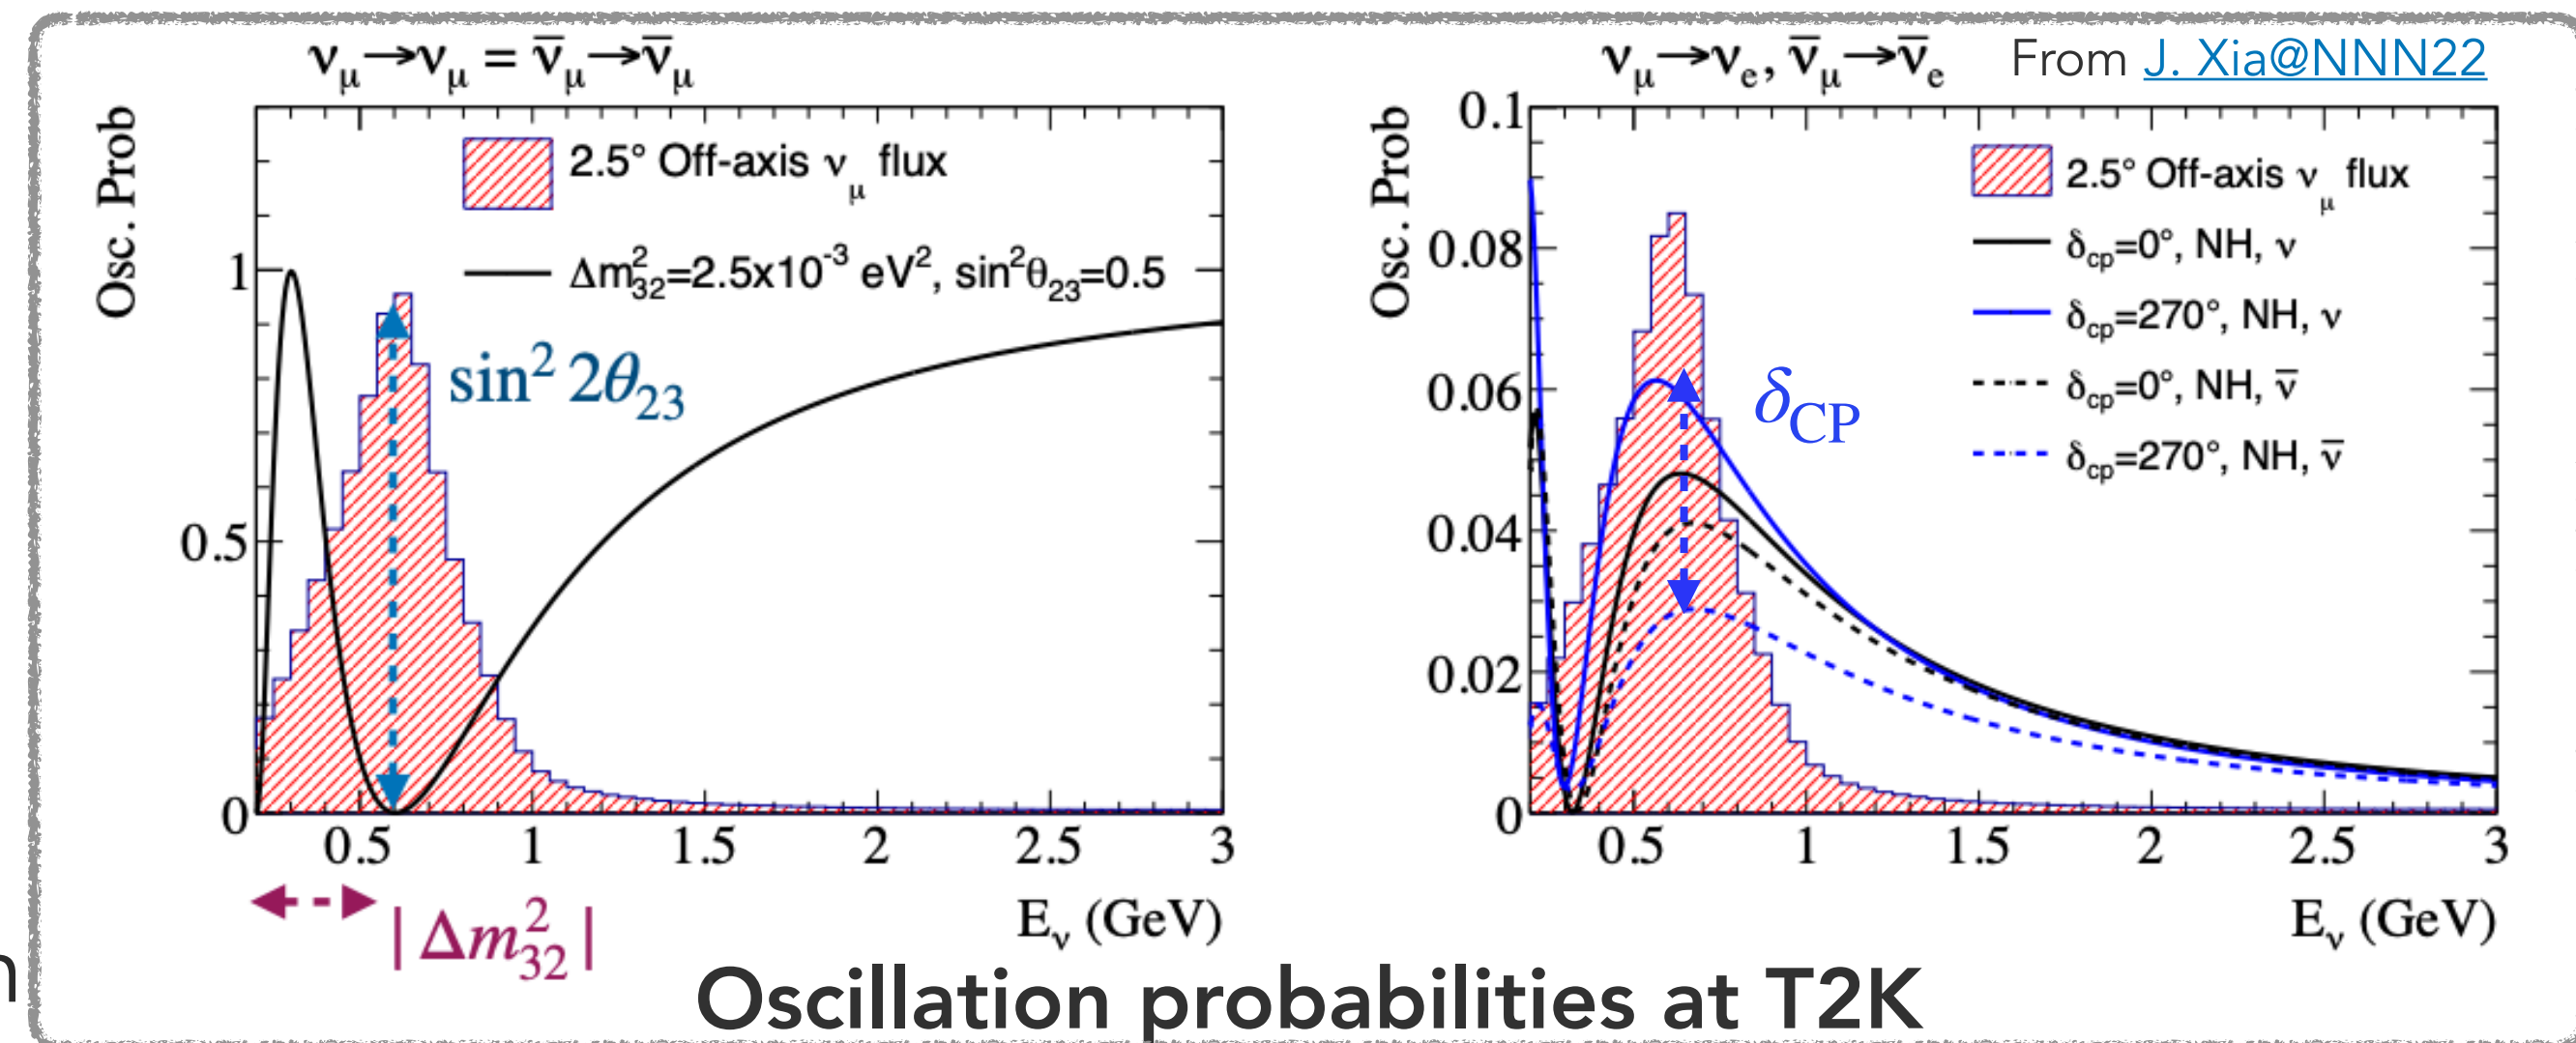 νμ→νμ = ν̅μ→ν̅μ
Osc. Prob
2.5° Off-axis νμ flux
Δm²32=2.5x10⁻³ eV², sin²θ23=0.5
sin² 2θ23
1
0.5
0
0.5 1 1.5 2 2.5 3
Eν (GeV)
| Δm²32 |
νμ→νe, ν̅μ→ν̅e
From J. Xia@NNN22
Osc. Prob
2.5° Off-axis νμ flux
δcp=0°, NH, ν
δcp=270°, NH, ν
δcp=0°, NH, ν̅
δcp=270°, NH, ν̅
δCP
0.1
0.08
0.06
0.04
0.02
0
0.5 1 1.5 2 2.5 3
Eν (GeV)
n
Oscillation probabilities at T2K